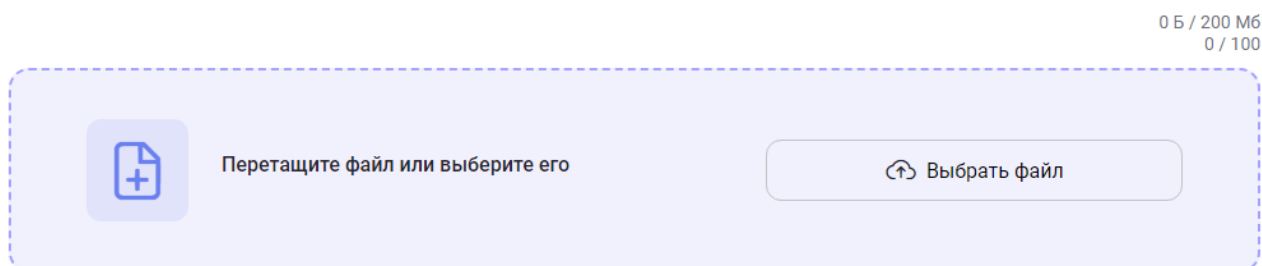 0 Б / 200 Мб
0 / 100
Перетащите файл или выберите его
Выбрать файл